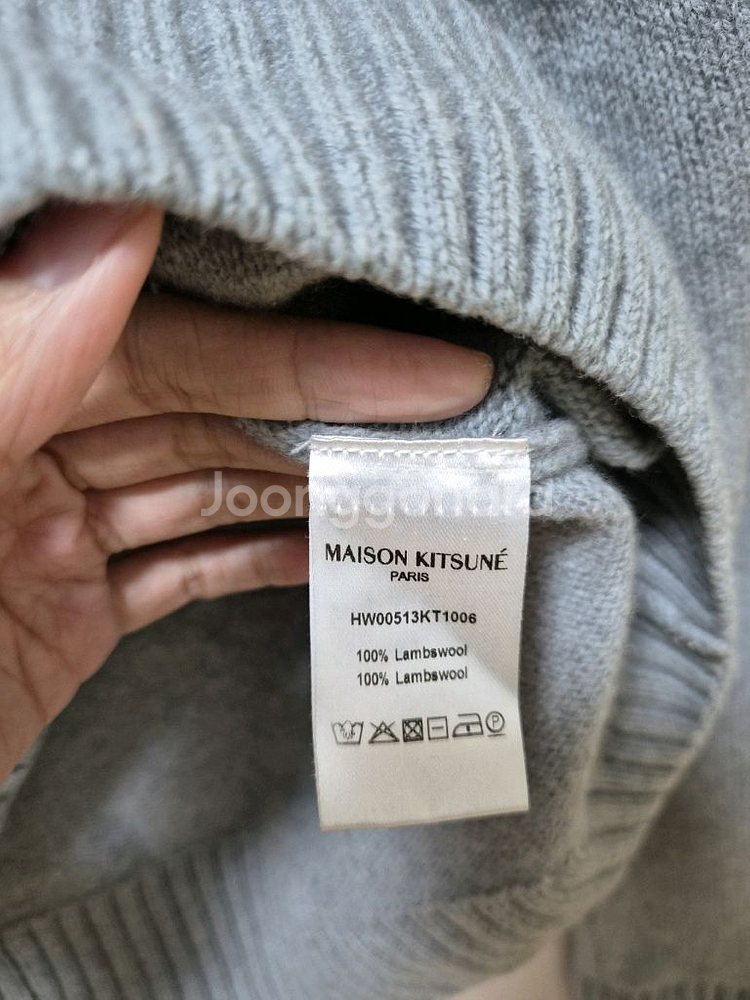 Joonggonara
MAISON KITSUNÉ
PARIS
HW00513KT1006
100% Lambswool
100% Lambswool
P